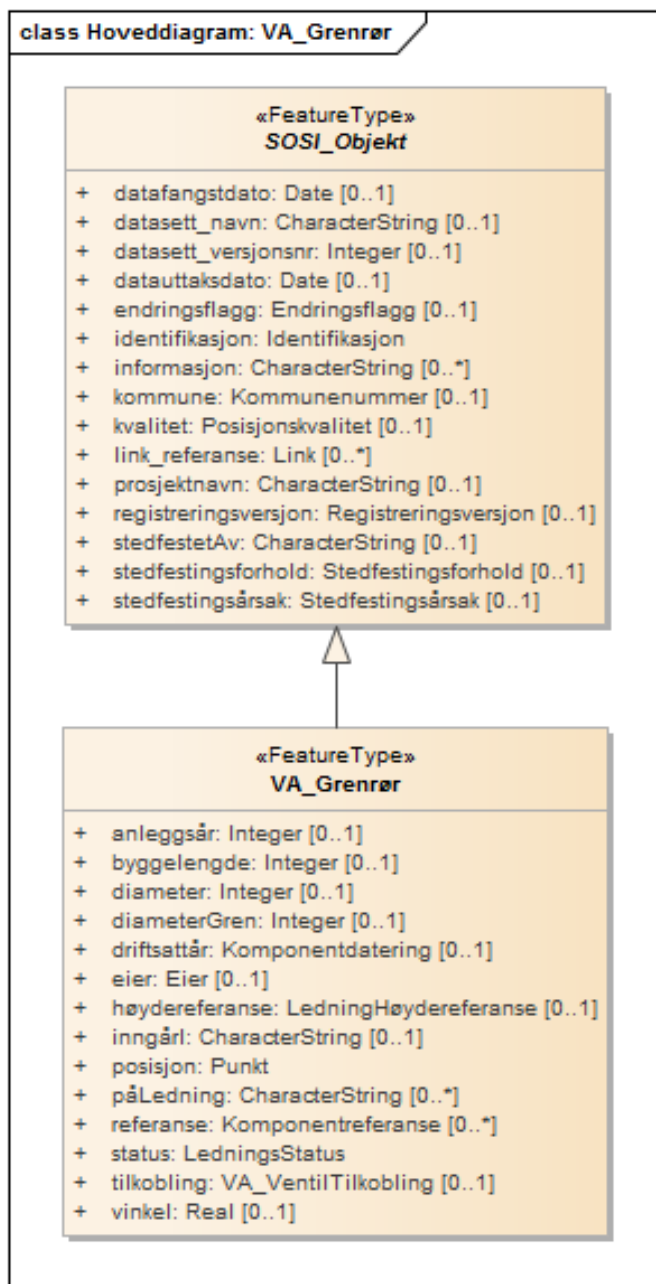 class Hoveddiagram: VA_Grenrør
«FeatureType»
SOSI_Objekt
+ datafangstdato: Date [0..1]
+ datasett_navn: CharacterString [0..1]
+ datasett_versjonsnr: Integer [0..1]
+ datauttaksdato: Date [0..1]
+ endringsflagg: Endringsflagg [0..1]
+ identifikasjon: Identifikasjon
+ informasjon: CharacterString [0..*]
+ kommune: Kommunenummer [0..1]
+ kvalitet: Posisjonskvalitet [0..1]
+ link_referanse: Link [0..*]
+ prosjektnavn: CharacterString [0..1]
+ registreringsversjon: Registreringsversjon [0..1]
+ stedfestetAv: CharacterString [0..1]
+ stedfestingsforhold: Stedfestingsforhold [0..1]
+ stedfestingsårsak: Stedfestingsårsak [0..1]
«FeatureType»
VA_Grenrør
+ anleggsår: Integer [0..1]
+ byggelengde: Integer [0..1]
+ diameter: Integer [0..1]
+ diameterGren: Integer [0..1]
+ driftsattår: Komponentdatering [0..1]
+ eier: Eier [0..1]
+ høydereferanse: LedningHøydereferanse [0..1]
+ inngårI: CharacterString [0..1]
+ posisjon: Punkt
+ påLedning: CharacterString [0..*]
+ referanse: Komponentreferanse [0..*]
+ status: LedningsStatus
+ tilkobling: VA_VentilTilkobling [0..1]
+ vinkel: Real [0..1]